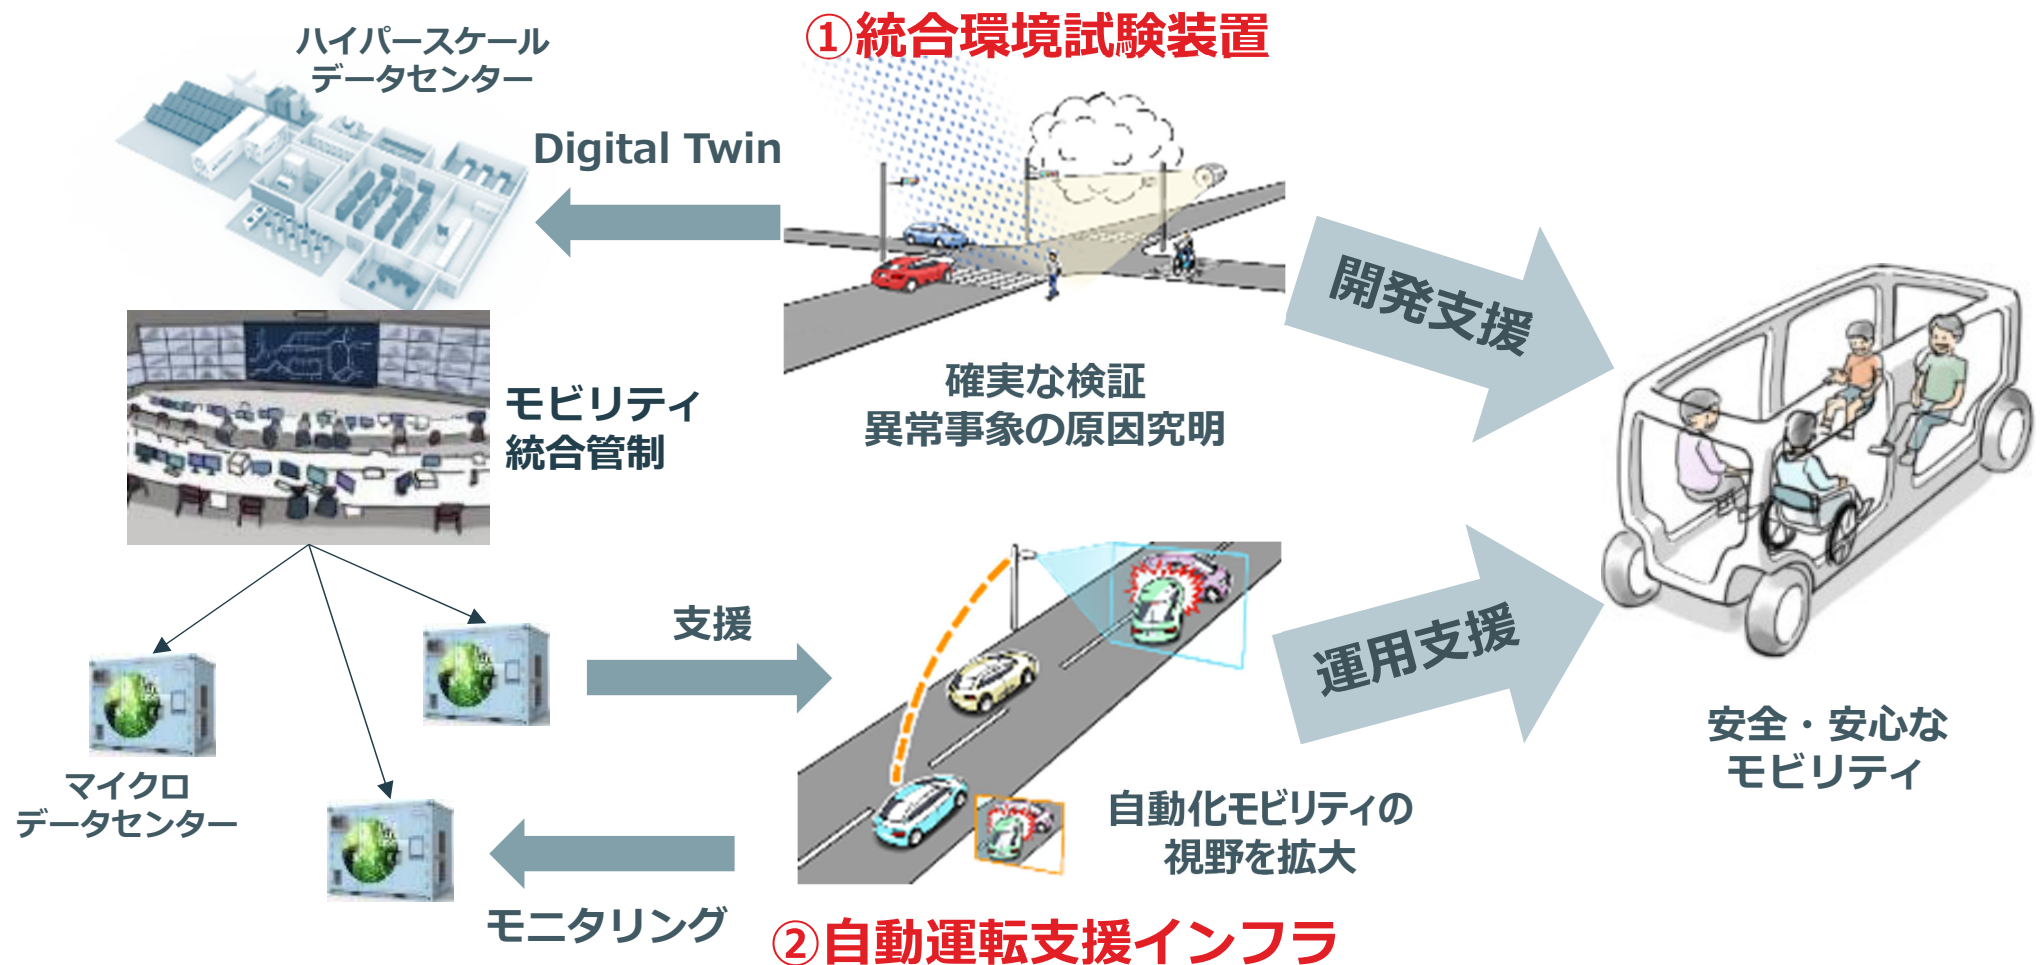 ①統合環境試験装置
ハイパースケール
データセンター
Digital Twin
開発支援
確実な検証
異常事象の原因究明
モビリティ
統合管制
支援
運用支援
安全・安心な
モビリティ
マイクロ
データセンター
自動化モビリティの
視野を拡大
モニタリング
②自動運転支援インフラ